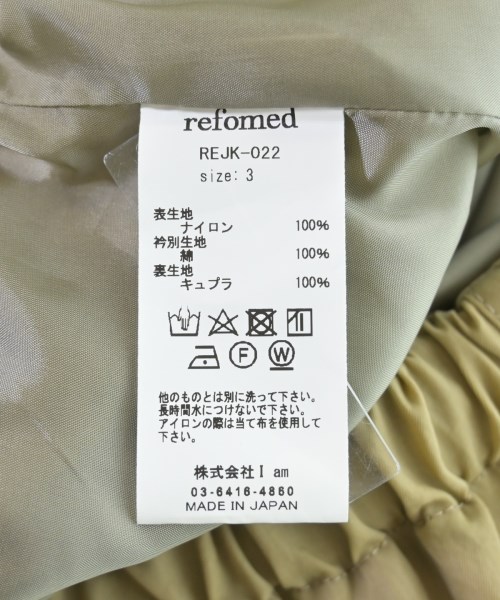 refomed
REJK-022
size: 3
表生地
ナイロン 100%
衿別生地
綿 100%
裏生地
キュプラ 100%
F W
他のものとは別に洗って下さい。
長時間水につけないで下さい。
アイロンの際は当て布を使用して
下さい。
株式会社I am
03-6416-4860
MADE IN JAPAN